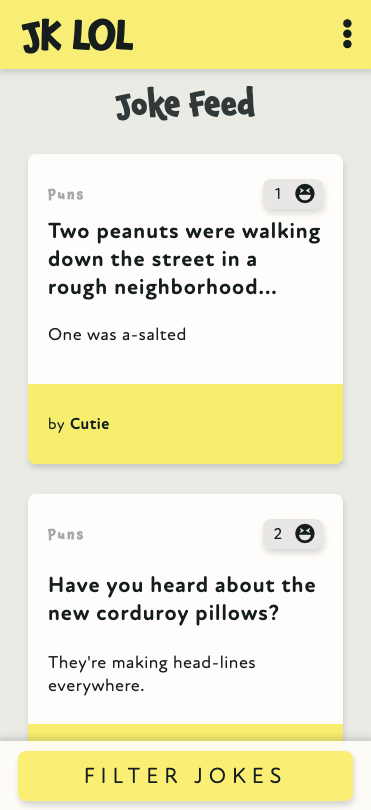 JK LOL
Joke Feed
Puns
1
Two peanuts were walking
down the street in a
rough neighborhood...
One was a-salted
by Cutie
Puns
2
Have you heard about the
new corduroy pillows?
They're making head-lines
everywhere.
FILTER JOKES